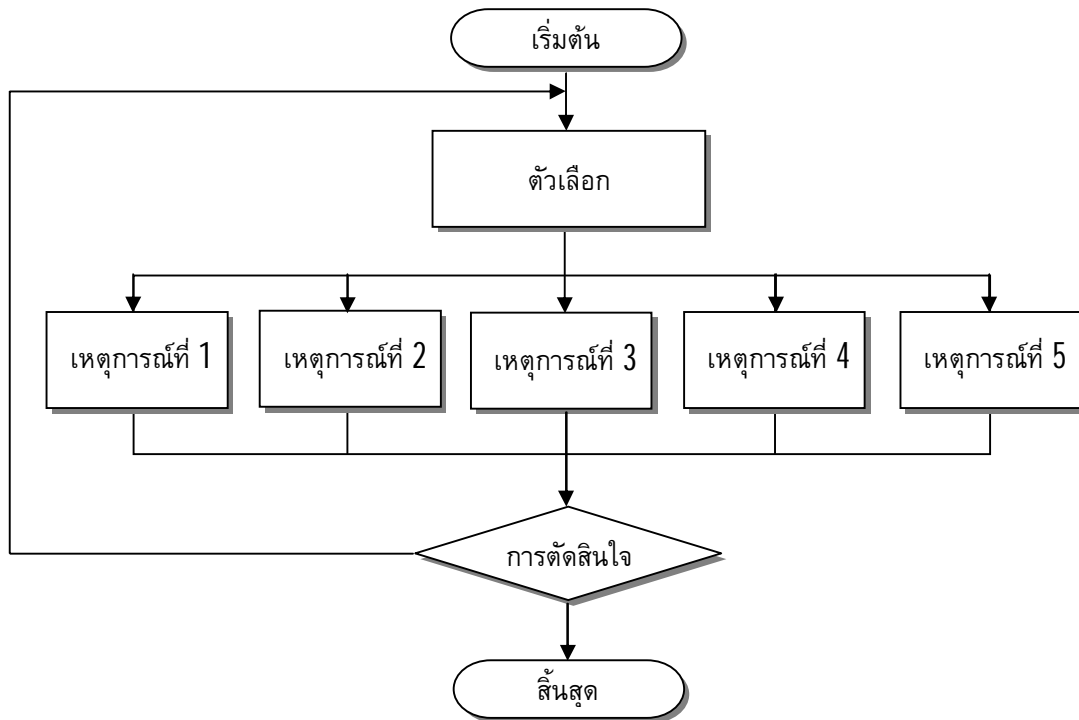 เริ่มต้น
ตัวเลือก
เหตุการณ์ที่ 1
เหตุการณ์ที่ 2
เหตุการณ์ที่ 3
เหตุการณ์ที่ 4
เหตุการณ์ที่ 5
การตัดสินใจ
สิ้นสุด